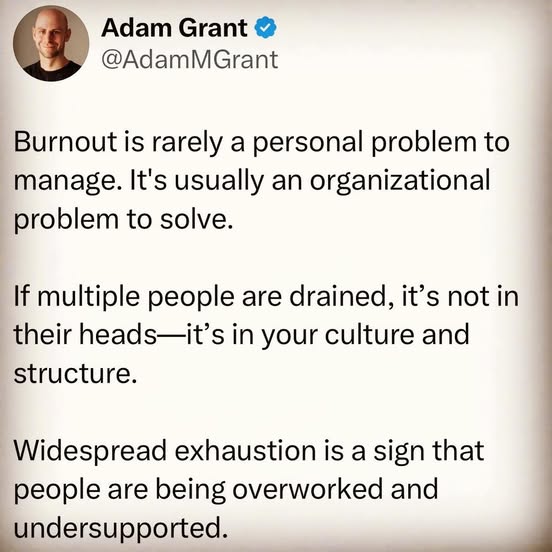 Adam Grant
@AdamMGrant
Burnout is rarely a personal problem to
manage. It's usually an organizational
problem to solve.
If multiple people are drained, it’s not in
their heads—it’s in your culture and
structure.
Widespread exhaustion is a sign that
people are being overworked and
undersupported.